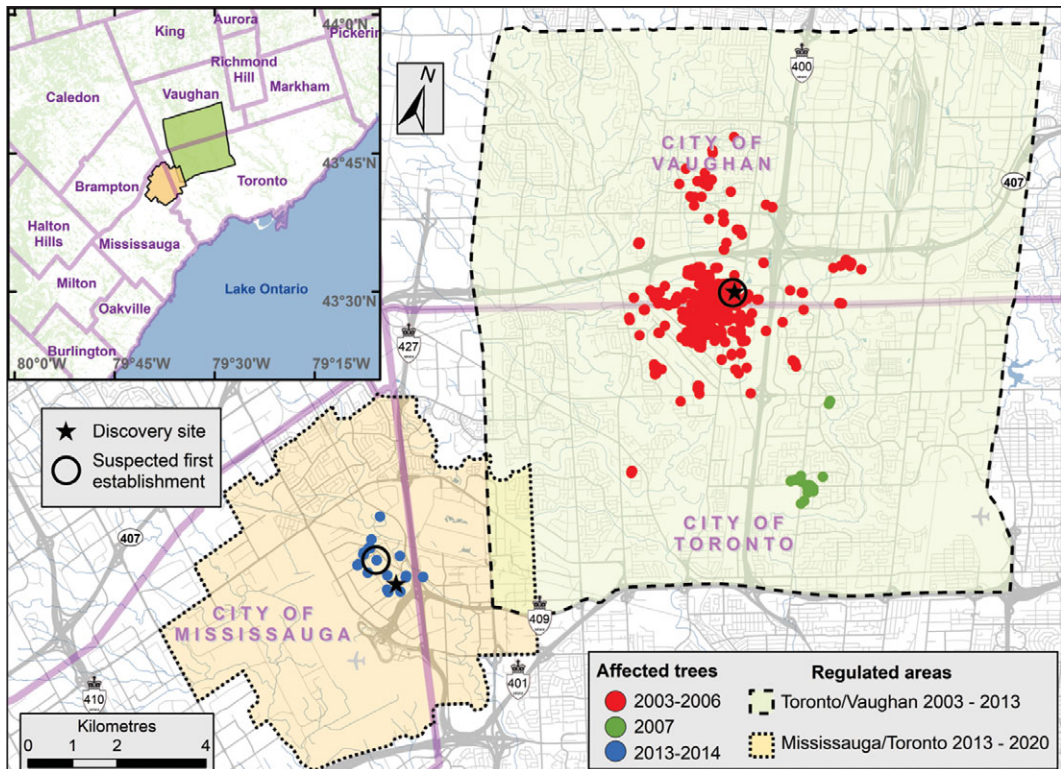 King
Aurora
Pickerin
44°0'N
Caledon
Richmond
Hill
Vaughan
Markham
43°45'N
Brampton
Toronto
Halton
Hills
Mississauga
Milton
Lake Ontario
43°30'N
Oakville
Burlington
80°0'W
79°45'W
79°30'W
79°15'W
N
400
CITY OF
VAUGHAN
407
427
Discovery site
Suspected first
establishment
407
CITY OF
TORONTO
CITY OF
MISSISSAUGA
409
401
410
Kilometres
0 1 2 4
Affected trees
2003-2006
2007
2013-2014
Regulated areas
Toronto/Vaughan 2003 - 2013
Mississauga/Toronto 2013 - 2020